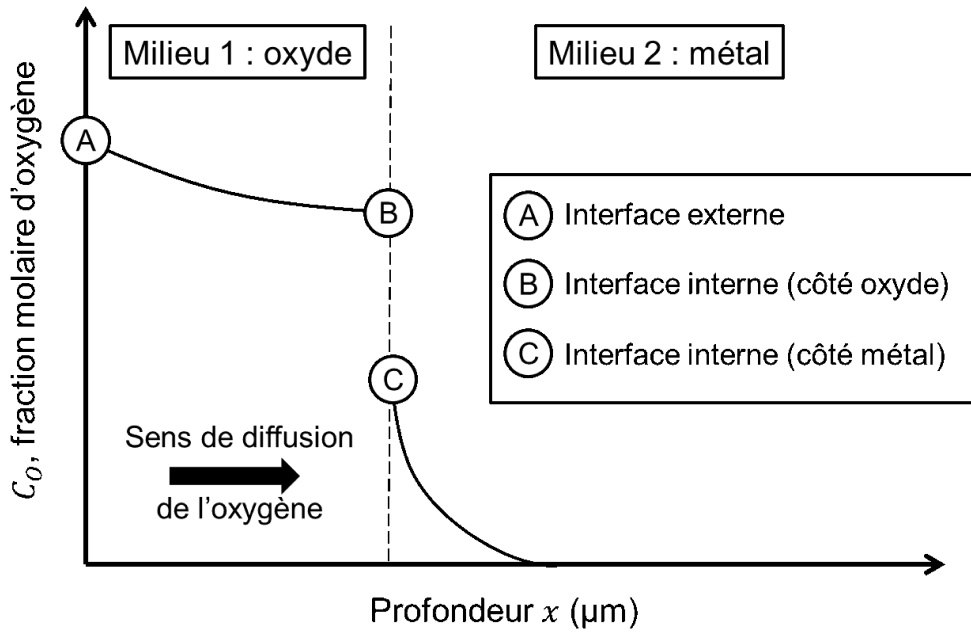 Milieu 1 : oxyde
Milieu 2 : métal
C_O, fraction molaire d'oxygène
A
B
C
A Interface externe
B Interface interne (côté oxyde)
C Interface interne (côté métal)
Sens de diffusion
de l'oxygène
Profondeur x (µm)